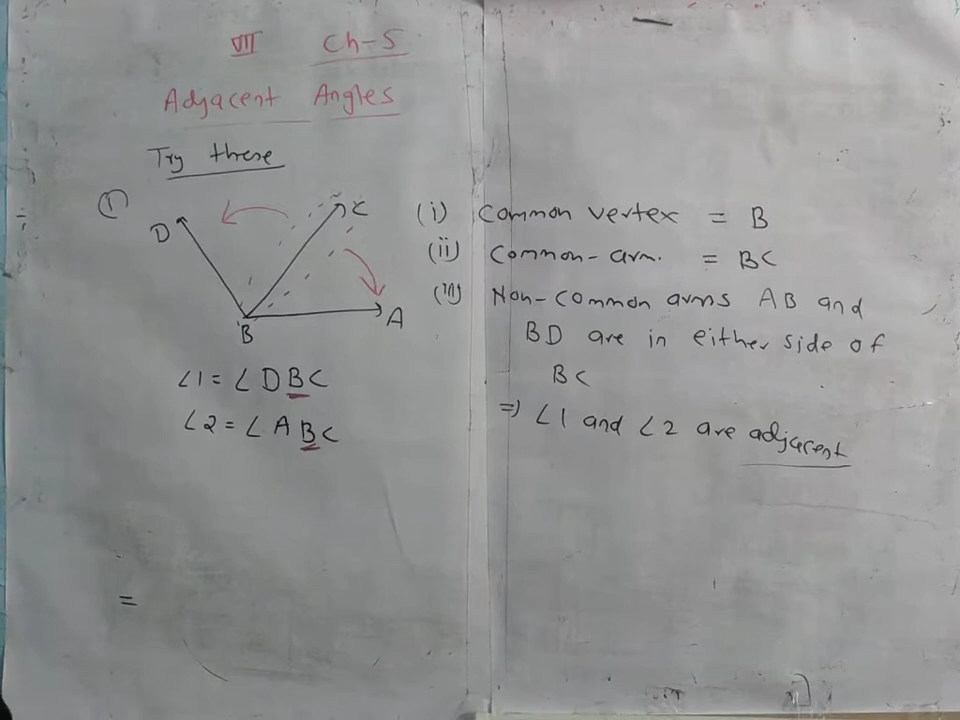 VII Ch-5
Adjacent Angles
Try these
(1)
D
C
B
A
∠1 = ∠DBC
∠2 = ∠ABC
(i) Common vertex = B
(ii) Common-arm. = BC
(iii) Non-common arms AB and
BD are in either side of
BC
⇒ ∠1 and ∠2 are adjacent
=